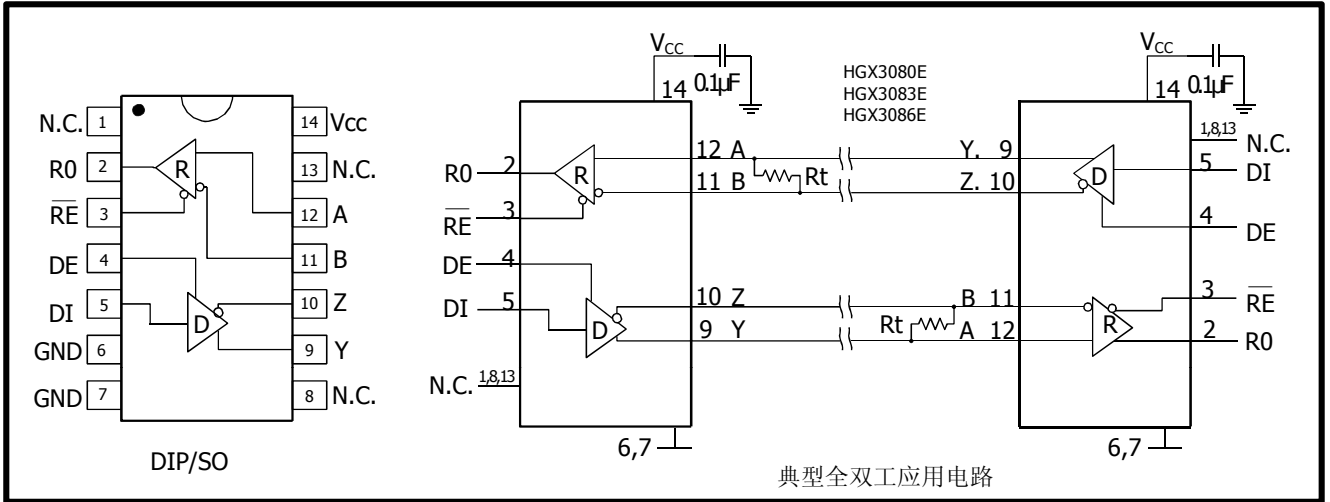 N.C. 1
14 Vcc
R0 2
R
13 N.C.
RE 3
12 A
DE 4
11 B
DI 5
10 Z
D
GND 6
9 Y
GND 7
8 N.C.
DIP/SO
VCC
14 0.1μF
R0 2
R
RE 3
DE 4
DI 5
D
N.C. 1,8,13
6,7
12 A
11 B
Rt
10 Z
9 Y
HGX3080E
HGX3083E
HGX3086E
Y. 9
Z. 10
Rt
B 11
A 12
VCC
14 0.1μF
1,8,13 N.C.
5 DI
D
4 DE
3 RE
R
2 R0
6,7
典型全双工应用电路